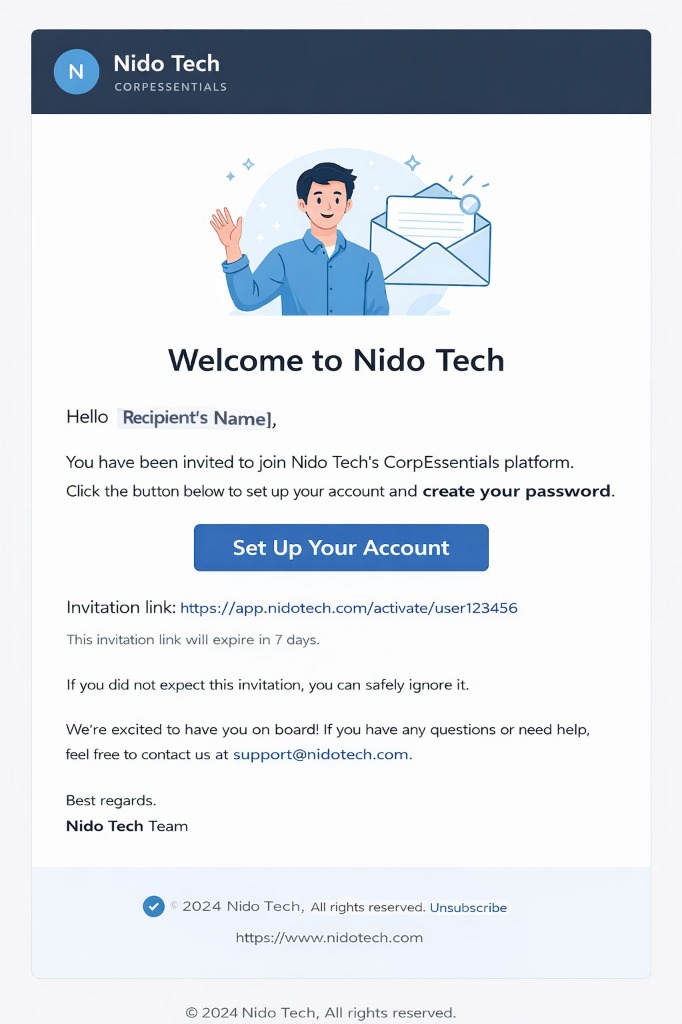 N
Nido Tech
CORPESSENTIALS
Welcome to Nido Tech
Hello Recipient's Name],
You have been invited to join Nido Tech's CorpEssentials platform.
Click the button below to set up your account and create your password.
Set Up Your Account
Invitation link: https://app.nidotech.com/activate/user123456
This invitation link will expire in 7 days.
If you did not expect this invitation, you can safely ignore it.
We're excited to have you on board! If you have any questions or need help,
feel free to contact us at support@nidotech.com.
Best regards.
Nido Tech Team
© 2024 Nido Tech, All rights reserved. Unsubscribe
https://www.nidotech.com
© 2024 Nido Tech, All rights reserved.